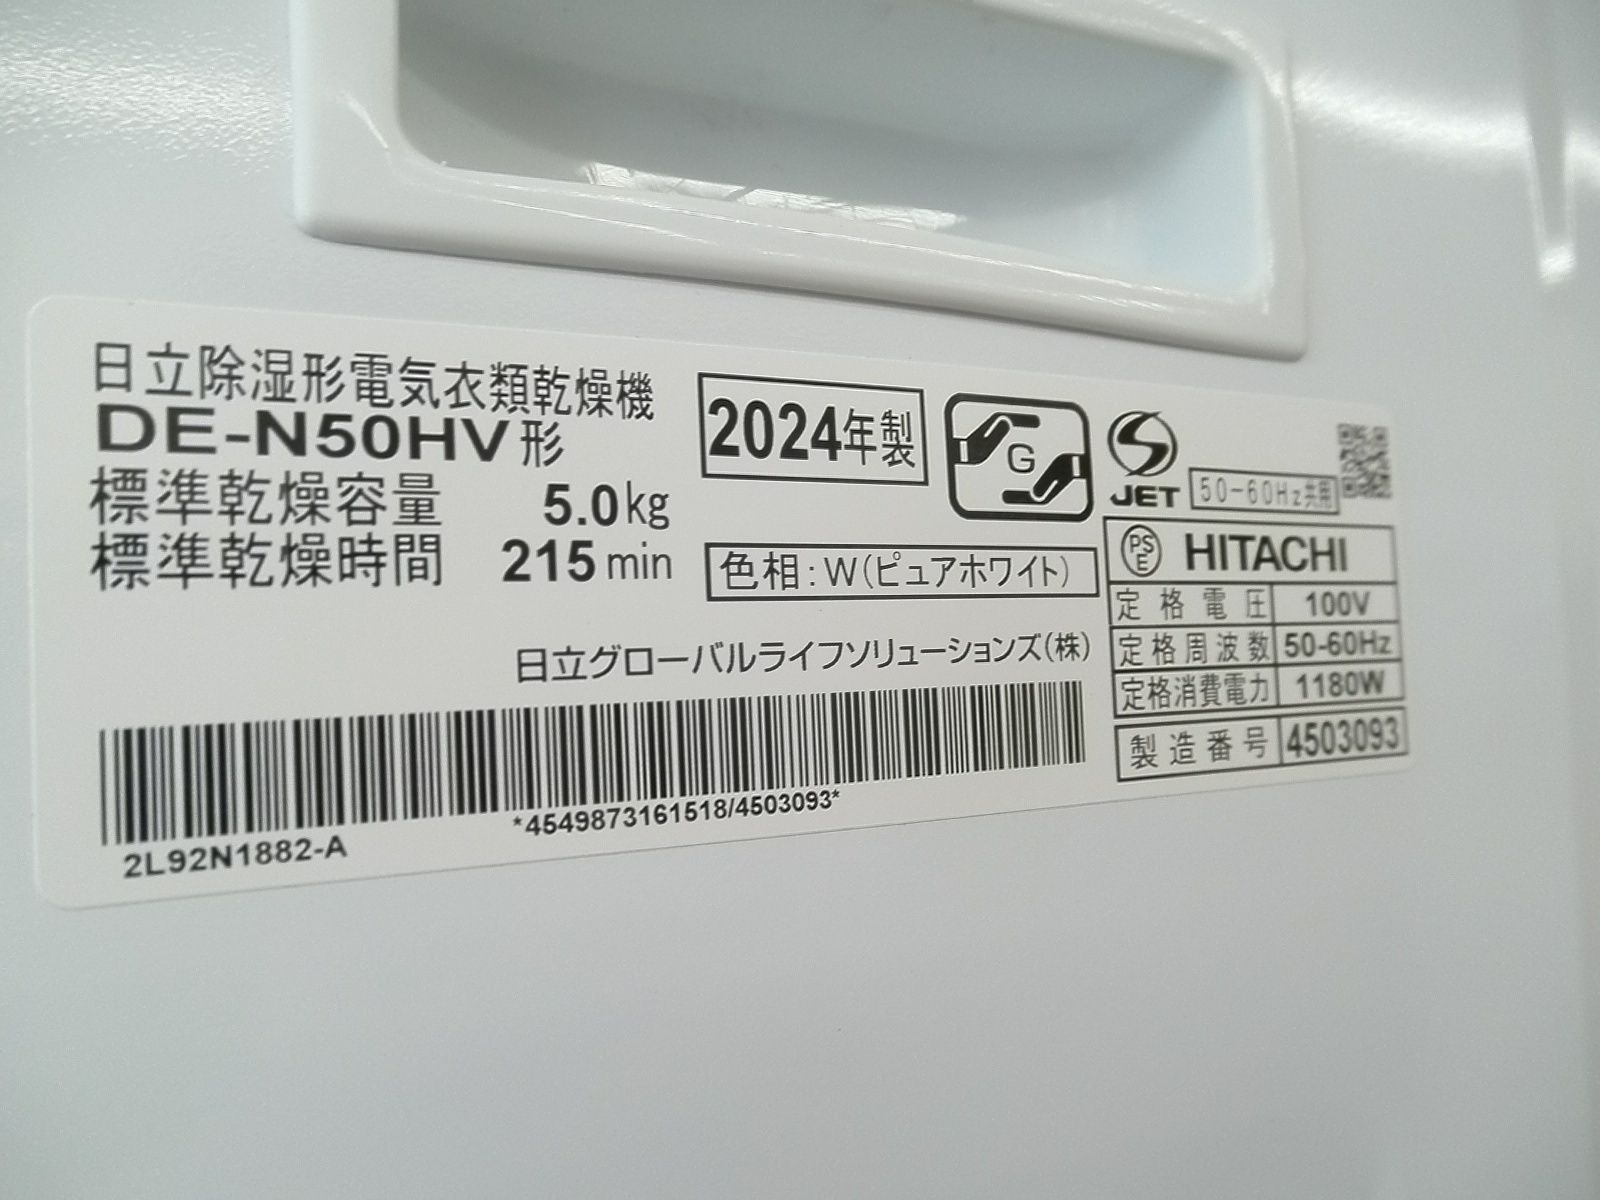 日立除湿形電気衣類乾燥機
DE-N50HV形
標準乾燥容量 5.0kg
標準乾燥時間 215min
2024年製
G
色相:W(ピュアホワイト)
日立グローバルライフソリューションズ(株)
*4549873161518/4503093*
2L92N1882-A
S
JET
50-60Hz共用
PSE HITACHI
定格電圧 100V
定格周波数 50-60Hz
定格消費電力 1180W
製造番号 4503093